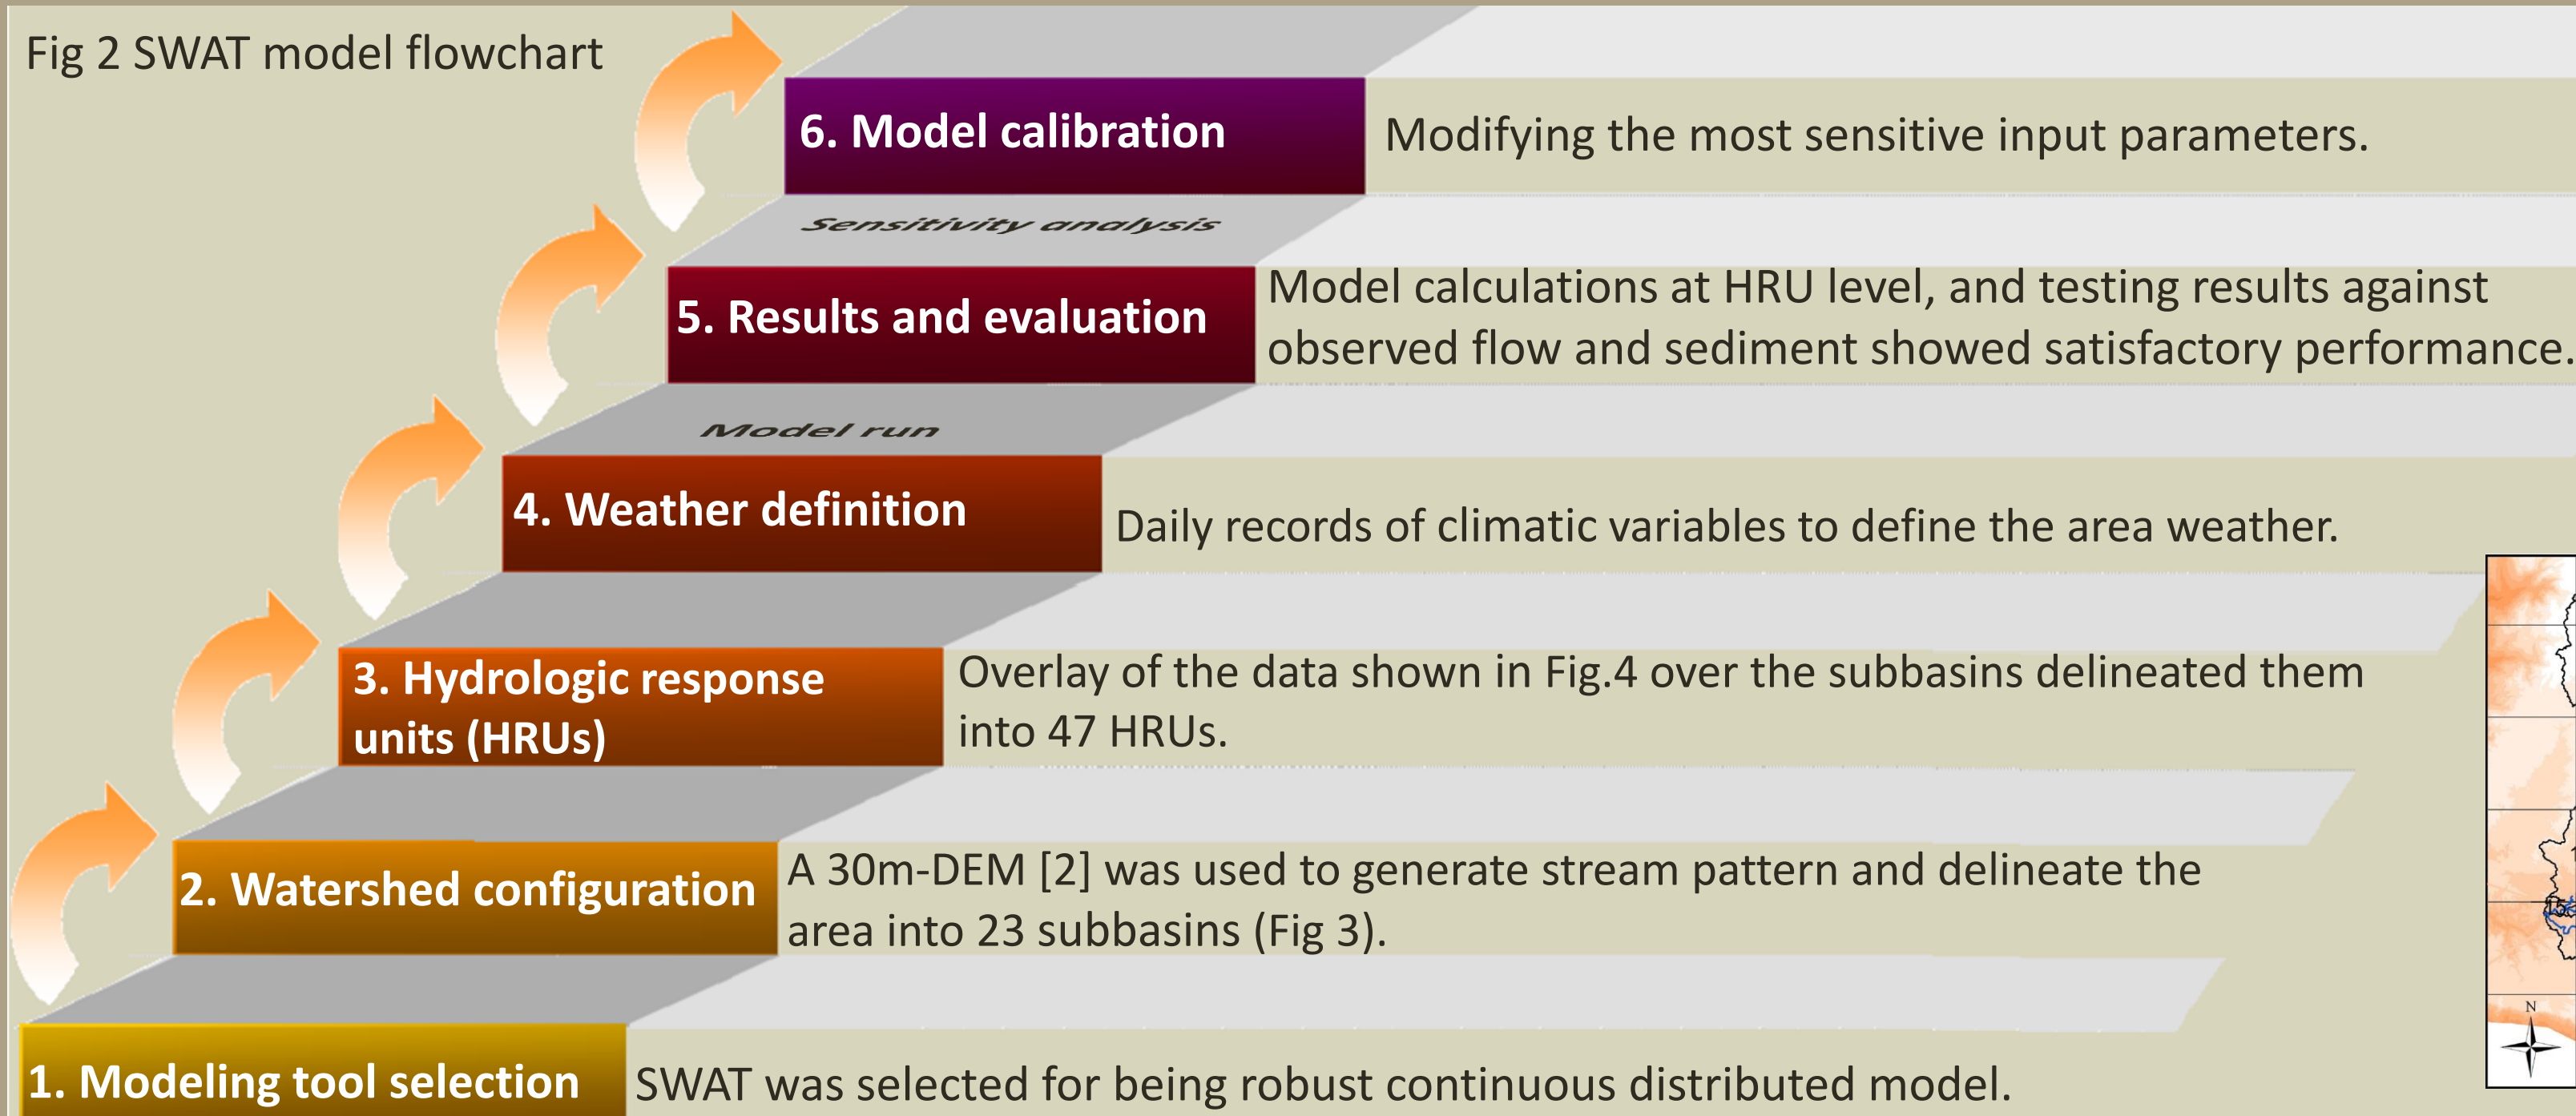 Fig 2 SWAT model flowchart
6. Model calibration
Modifying the most sensitive input parameters.
Sensitivity analysis
5. Results and evaluation
Model calculations at HRU level, and testing results against
observed flow and sediment showed satisfactory performance.
Model run
4. Weather definition
Daily records of climatic variables to define the area weather.
3. Hydrologic response
units (HRUs)
Overlay of the data shown in Fig.4 over the subbasins delineated them
into 47 HRUs.
2. Watershed configuration
A 30m-DEM [2] was used to generate stream pattern and delineate the
area into 23 subbasins (Fig 3).
1. Modeling tool selection
SWAT was selected for being robust continuous distributed model.
N